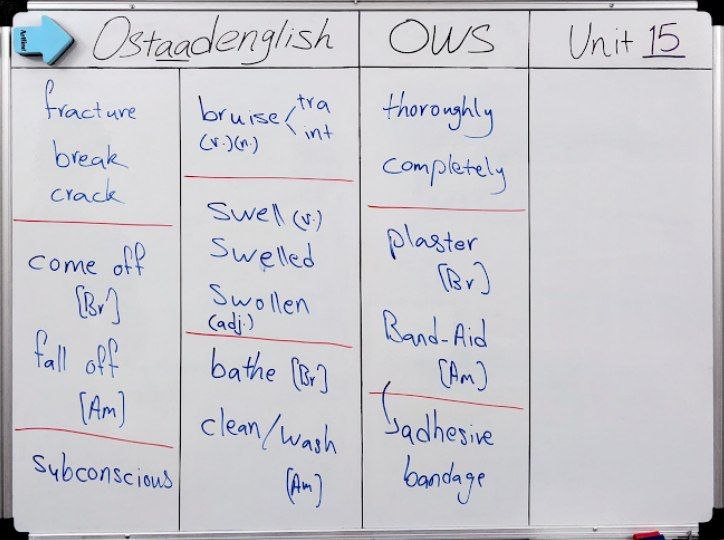 Ostaadenglish
OWS
Unit 15
fracture
break
crack
come off
[Br]
fall off
[Am]
subconscious
bruise < tra
int
(v.)(n.)
swell (v.)
Swelled
Swollen
(adj.)
bathe [Br]
clean/wash
[Am]
thoroughly
completely
plaster
[Br]
Band-Aid
[Am]
adhesive
bandage